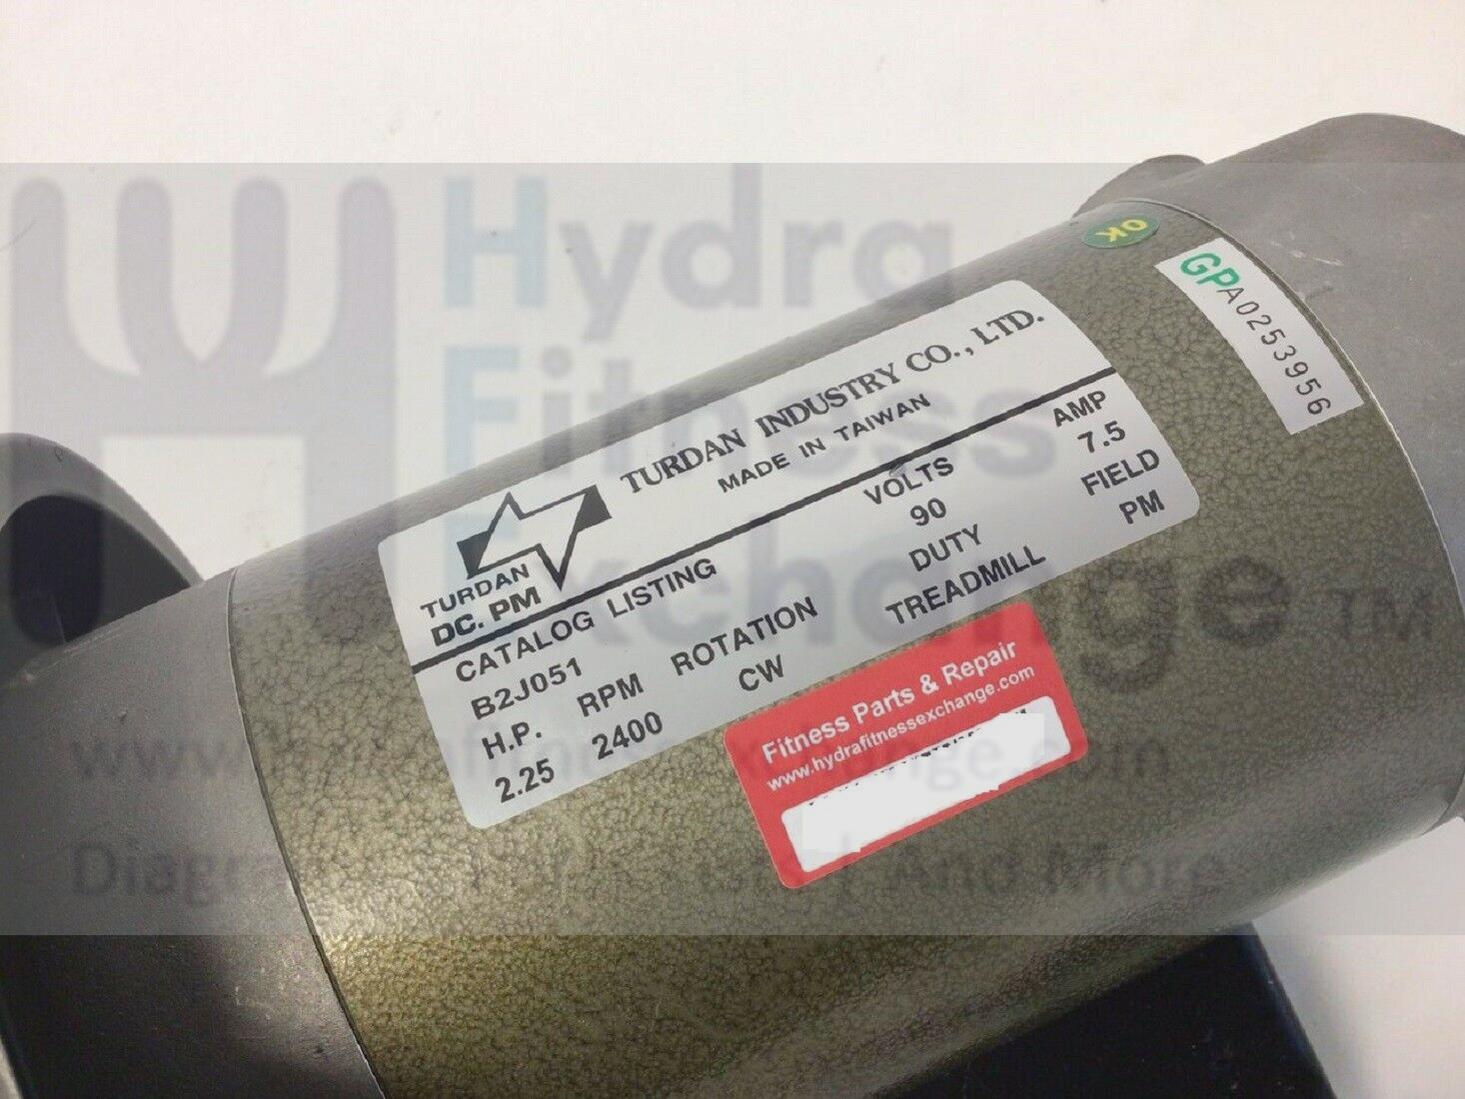 OK
GPA0253956
TURDAN INDUSTRY CO., LTD.
MADE IN TAIWAN
TURDAN
DC. PM
CATALOG LISTING
VOLTS
AMP
B2J051
90
7.5
H.P.
RPM
ROTATION
DUTY
FIELD
2.25
2400
CW
TREADMILL
PM
Fitness Parts & Repair
www.hydrafitnessexchange.com
Hydra
Fitness
Exchange™